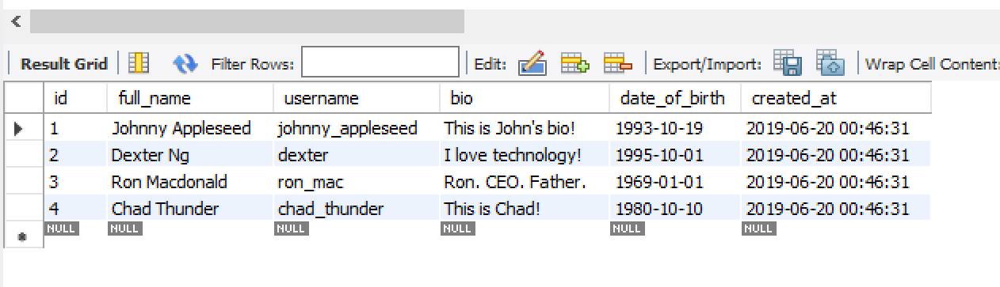 Result Grid Filter Rows: Edit: Export/Import: Wrap Cell Content:
id full_name username bio date_of_birth created_at
1 Johnny Appleseed johnny_appleseed This is John's bio! 1993-10-19 2019-06-20 00:46:31
2 Dexter Ng dexter I love technology! 1995-10-01 2019-06-20 00:46:31
3 Ron Macdonald ron_mac Ron. CEO. Father. 1969-01-01 2019-06-20 00:46:31
4 Chad Thunder chad_thunder This is Chad! 1980-10-10 2019-06-20 00:46:31
NULL NULL NULL NULL NULL NULL